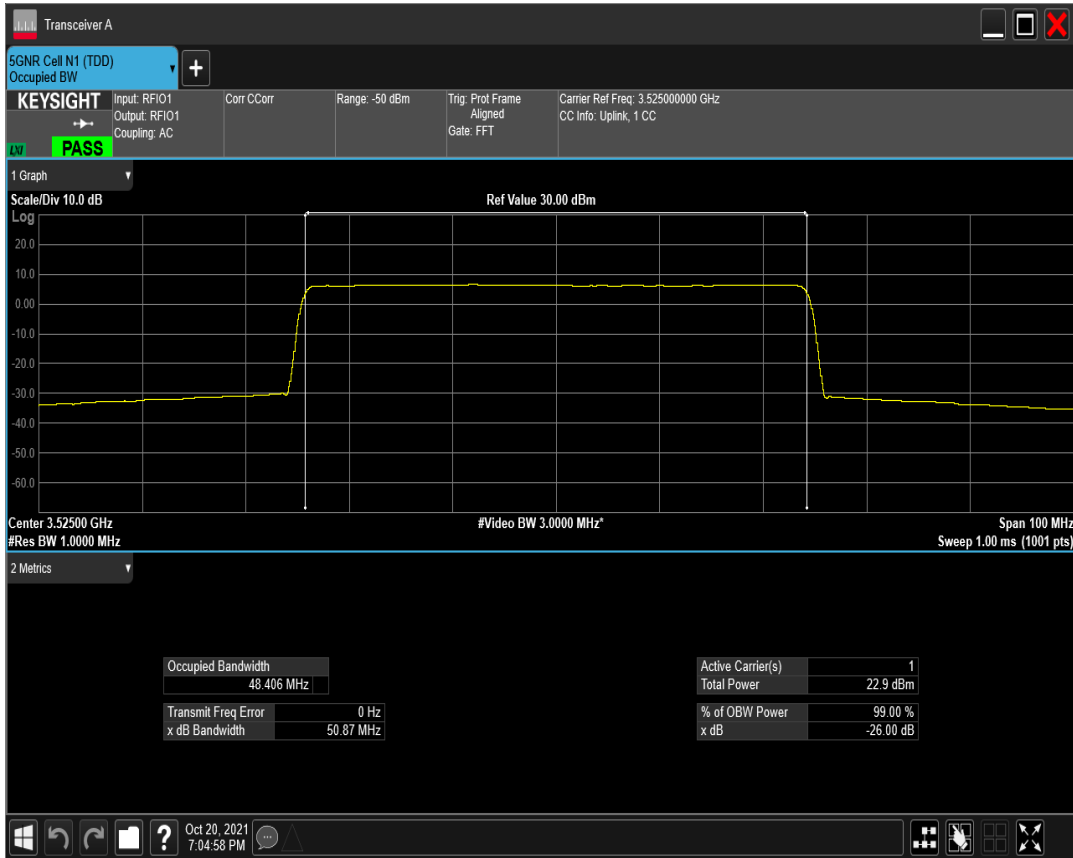 Transceiver A
5GNR Cell N1 (TDD)
Occupied BW
+
KEYSIGHT
LXI
PASS
Input: RFIO1
Output: RFIO1
Coupling: AC
Corr CCorr
Range: -50 dBm
Trig: Prot Frame
Aligned
Gate: FFT
Carrier Ref Freq: 3.525000000 GHz
CC Info: Uplink, 1 CC
1 Graph
Scale/Div 10.0 dB
Ref Value 30.00 dBm
Log
20.0
10.0
0.00
-10.0
-20.0
-30.0
-40.0
-50.0
-60.0
Center 3.52500 GHz
#Video BW 3.0000 MHz*
Span 100 MHz
#Res BW 1.0000 MHz
Sweep 1.00 ms (1001 pts)
2 Metrics
Occupied Bandwidth
48.406 MHz
Transmit Freq Error 0 Hz
x dB Bandwidth 50.87 MHz
Active Carrier(s) 1
Total Power 22.9 dBm
% of OBW Power 99.00 %
x dB -26.00 dB
?
Oct 20, 2021
7:04:58 PM